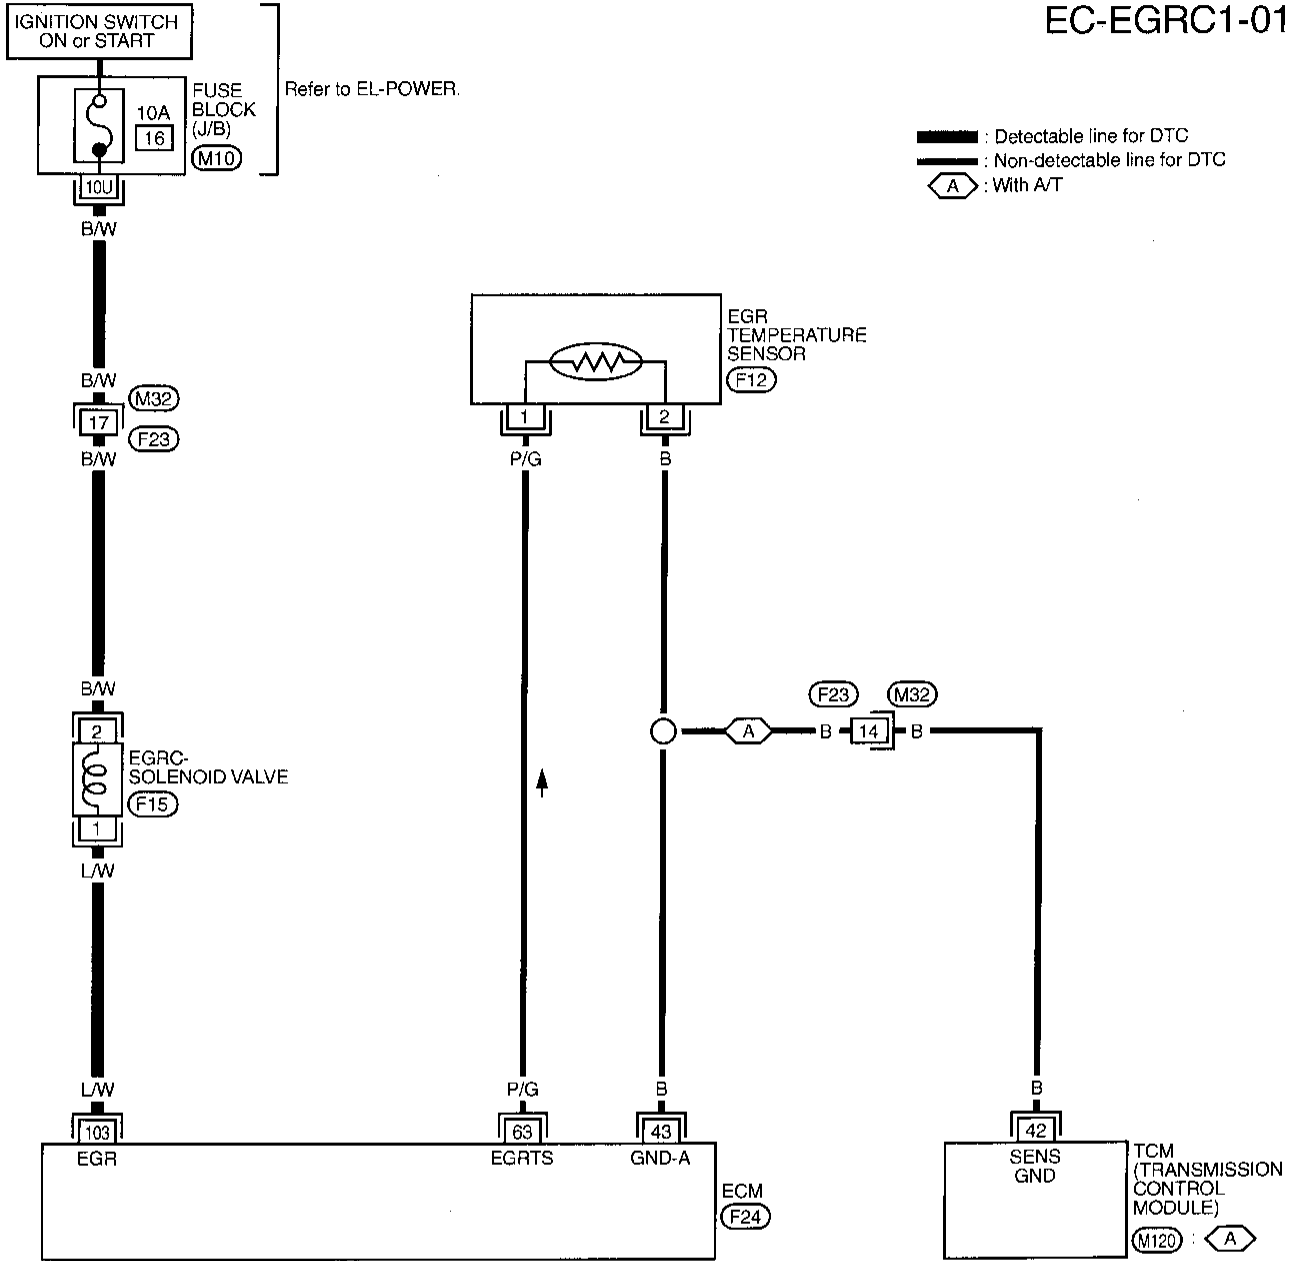 EC-EGRC1-01
IGNITION SWITCH
ON or START
FUSE
BLOCK
(J/B)
M10
10A
16
10U
Refer to EL-POWER.
: Detectable line for DTC
: Non-detectable line for DTC
A : With A/T
B/W
B/W
M32
17
F23
B/W
B/W
2
EGRC-
SOLENOID VALVE
F15
1
L/W
L/W
103
EGR
EGR
TEMPERATURE
SENSOR
F12
1
2
P/G
B
A
B
F23
14
M32
B
P/G
B
B
63
43
42
EGRTS
GND-A
SENS
GND
ECM
F24
TCM
(TRANSMISSION
CONTROL
MODULE)
M120 : A